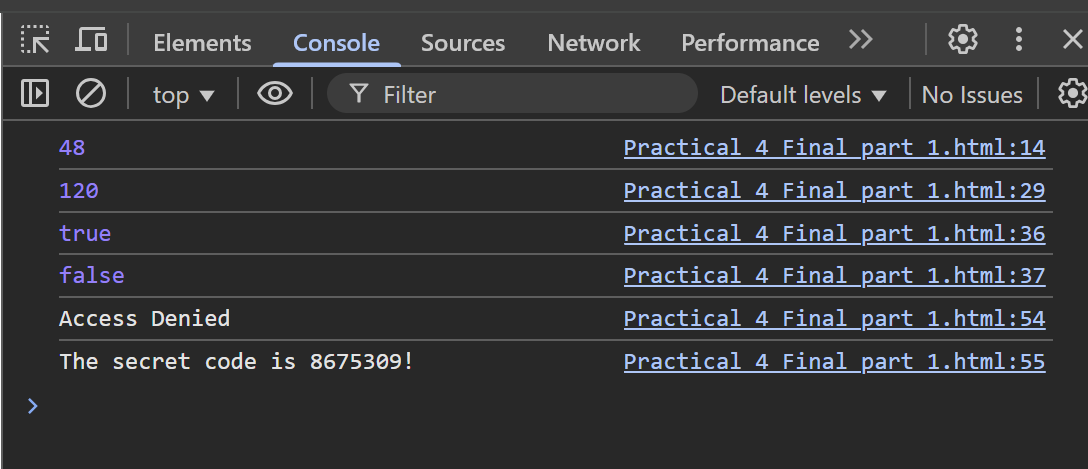 Elements Console Sources Network Performance
top Filter Default levels No Issues
48 Practical 4 Final part 1.html:14
120 Practical 4 Final part 1.html:29
true Practical 4 Final part 1.html:36
false Practical 4 Final part 1.html:37
Access Denied Practical 4 Final part 1.html:54
The secret code is 8675309! Practical 4 Final part 1.html:55